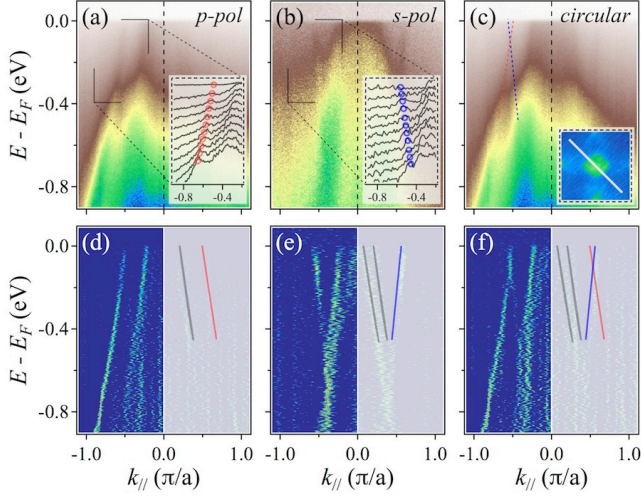 (a) p-pol
(b) s-pol
(c) circular
E - E_F (eV)
0.0
-0.4
-0.8
-0.8 -0.4
-0.8 -0.4
(d)
(e)
(f)
E - E_F (eV)
0.0
-0.4
-0.8
-1.0 0.0 1.0
-1.0 0.0 1.0
-1.0 0.0 1.0
k_// (π/a)
k_// (π/a)
k_// (π/a)